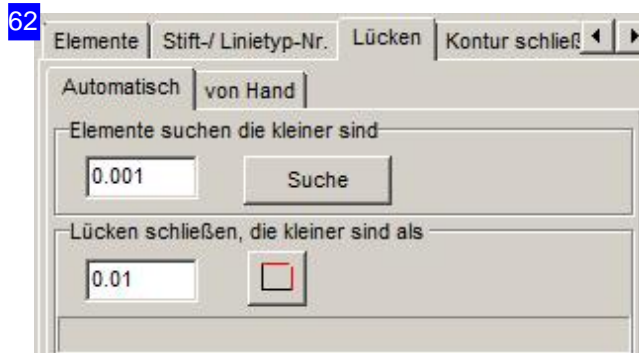 62
Elemente Stift-/ Linietyp-Nr. Lücken Kontur schließ
Automatisch von Hand
Elemente suchen die kleiner sind
0.001 Suche
Lücken schließen, die kleiner sind als
0.01